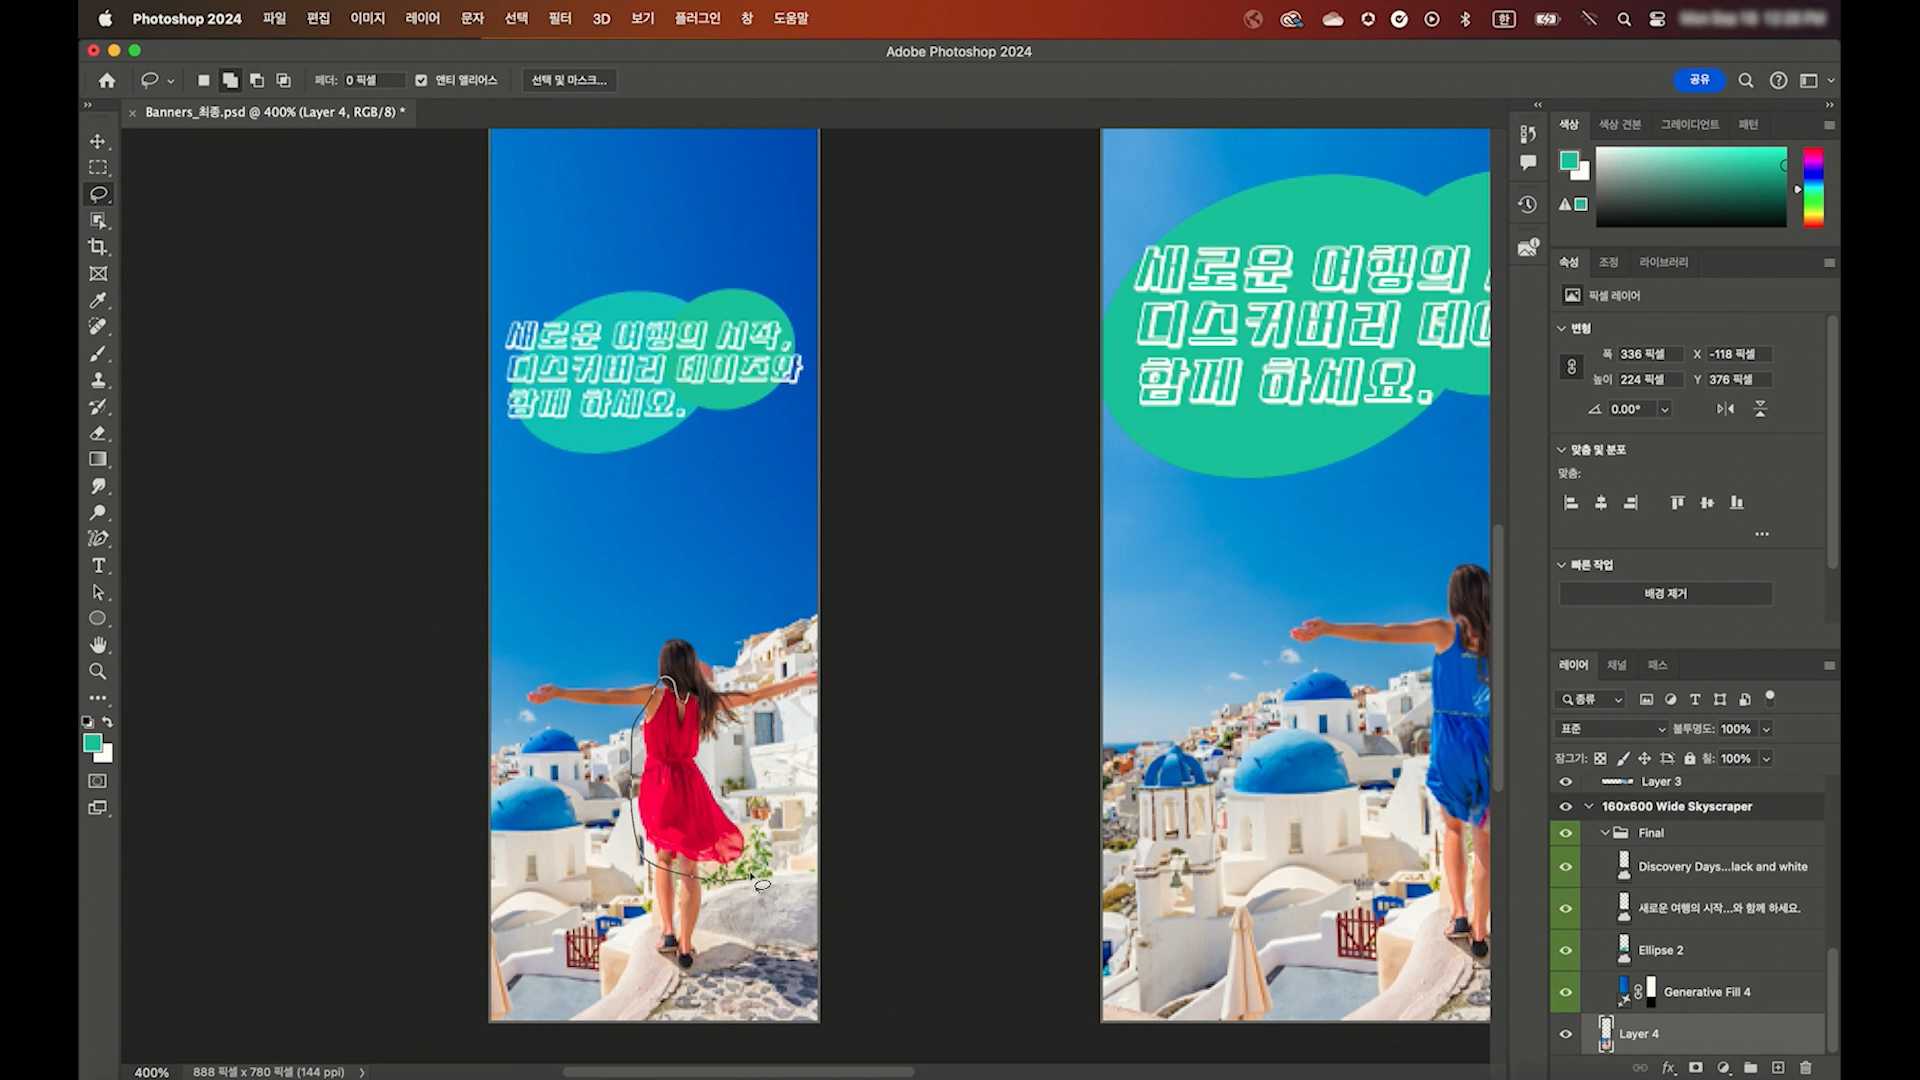 Photoshop 2024 파일 편집 이미지 레이어 문자 선택 필터 3D 보기 플러그인 창 도움말
한
Adobe Photoshop 2024
페더: 0 픽셀 앤티 앨리어스 선택 및 마스크... 공유
Banners_최종.psd @ 400% (Layer 4, RGB/8) *
색상 색상 견본 그레이디언트 패턴
속성 조정 라이브러리
픽셀 레이어
변형
폭 336 픽셀 X -118 픽셀
높이 224 픽셀 Y 376 픽셀
0.00°
맞춤 및 분포
맞춤:
빠른 작업
배경 제거
레이어 채널 패스
종류
표준 불투명도: 100%
잠그기: 칠: 100%
Layer 3
160x600 Wide Skyscraper
Final
Discovery Days...lack and white
새로운 여행의 시작...와 함께 하세요.
Ellipse 2
Generative Fill 4
Layer 4
새로운 여행의 시작,
디스커버리 데이즈와
함께 하세요.
새로운 여행의
디스커버리 데이
함께 하세요.
400% 888 픽셀 x 780 픽셀 (144 ppi)